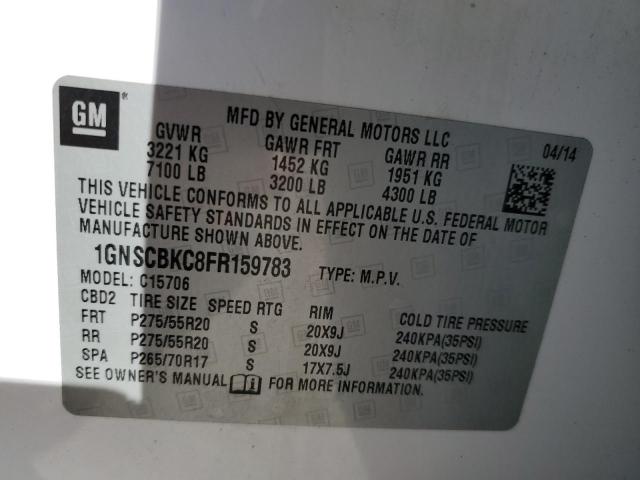 GM
MFD BY GENERAL MOTORS LLC
04/14
GVWR GAWR FRT GAWR RR
3221 KG 1452 KG 1951 KG
7100 LB 3200 LB 4300 LB
THIS VEHICLE CONFORMS TO ALL APPLICABLE U.S. FEDERAL MOTOR
VEHICLE SAFETY STANDARDS IN EFFECT ON THE DATE OF
MANUFACTURE SHOWN ABOVE.
1GNSCBKC8FR159783 TYPE: M.P.V.
MODEL: C15706
CBD2 TIRE SIZE SPEED RTG RIM COLD TIRE PRESSURE
FRT P275/55R20 S 20X9J 240KPA(35PSI)
RR P275/55R20 S 20X9J 240KPA(35PSI)
SPA P265/70R17 S 17X7.5J 240KPA(35PSI)
SEE OWNER'S MANUAL FOR MORE INFORMATION.